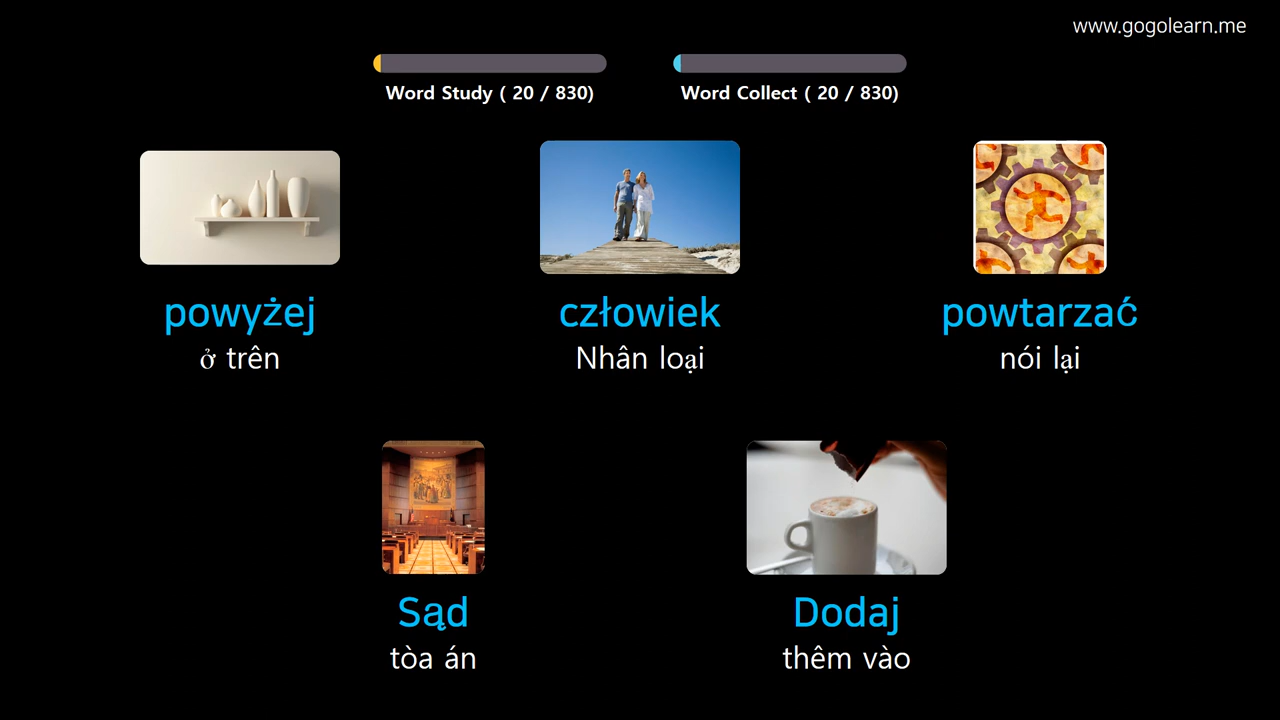 www.gogolearn.me
Word Study ( 20 / 830)
Word Collect ( 20 / 830)
powyżej
ở trên
człowiek
Nhân loại
powtarzać
nói lại
Sąd
tòa án
Dodaj
thêm vào